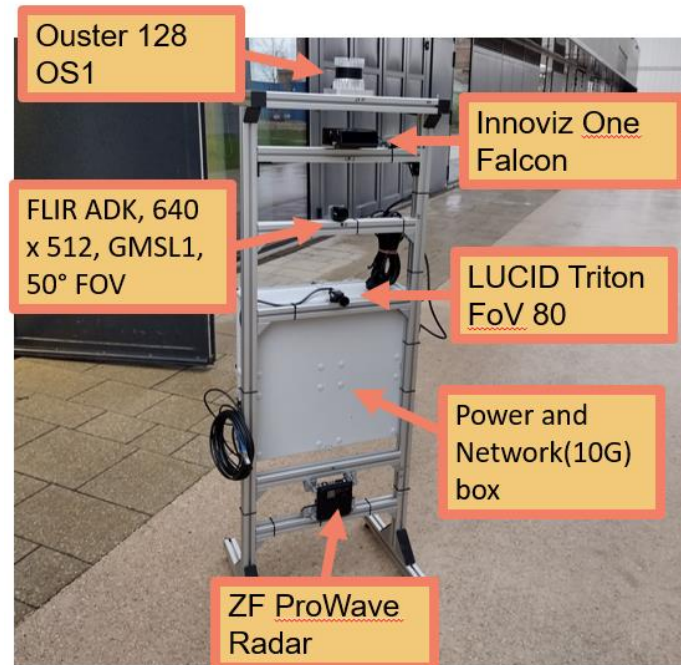 Ouster 128
OS1
Innoviz One
Falcon
FLIR ADK, 640
x 512, GMSL1,
50° FOV
LUCID Triton
FoV 80
Power and
Network(10G)
box
ZF ProWave
Radar